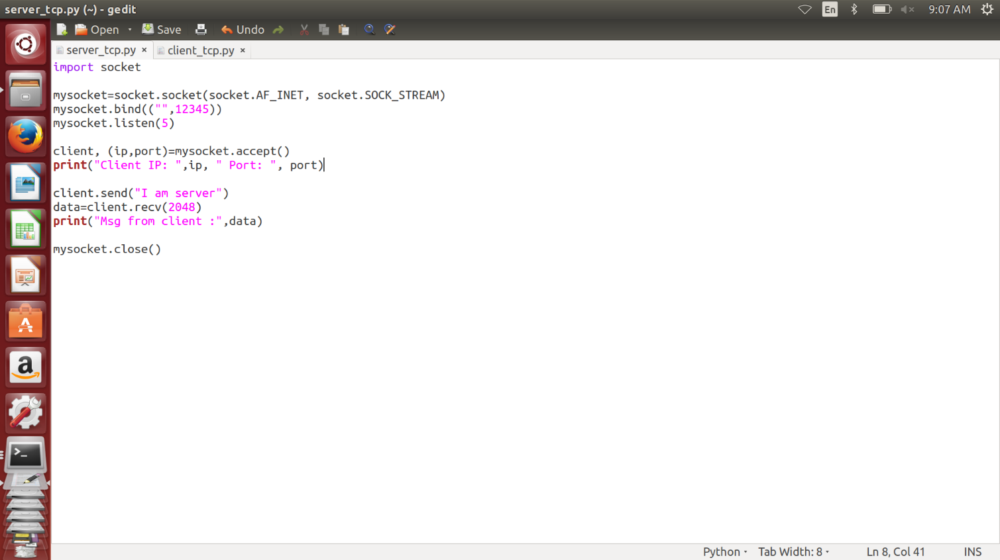 server_tcp.py (~) - gedit
En 9:07 AM
Open Save Undo
server_tcp.py × client_tcp.py ×
import socket
mysocket=socket.socket(socket.AF_INET, socket.SOCK_STREAM)
mysocket.bind(("",12345))
mysocket.listen(5)
client, (ip,port)=mysocket.accept()
print("Client IP: ",ip, " Port: ", port)
client.send("I am server")
data=client.recv(2048)
print("Msg from client :",data)
mysocket.close()
Python Tab Width: 8 Ln 8, Col 41 INS